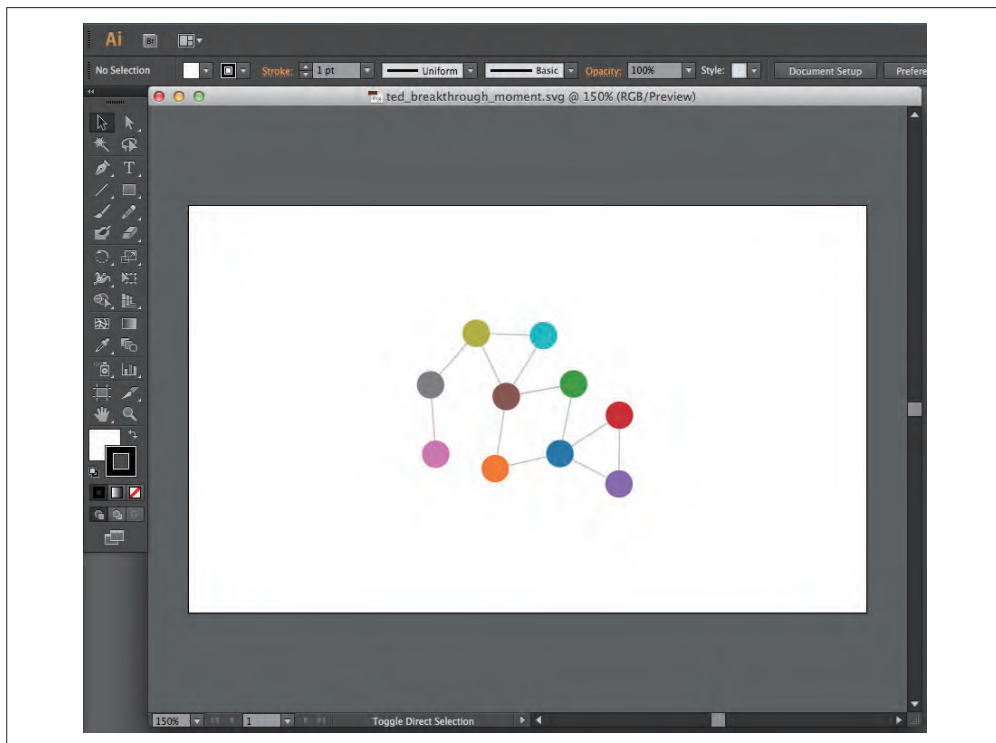 Ai Br
No Selection Stroke: 1 pt Uniform Basic Opacity: 100% Style: Document Setup Prefere
ted_breakthrough_moment.svg @ 150% (RGB/Preview)
T
150% 1 Toggle Direct Selection